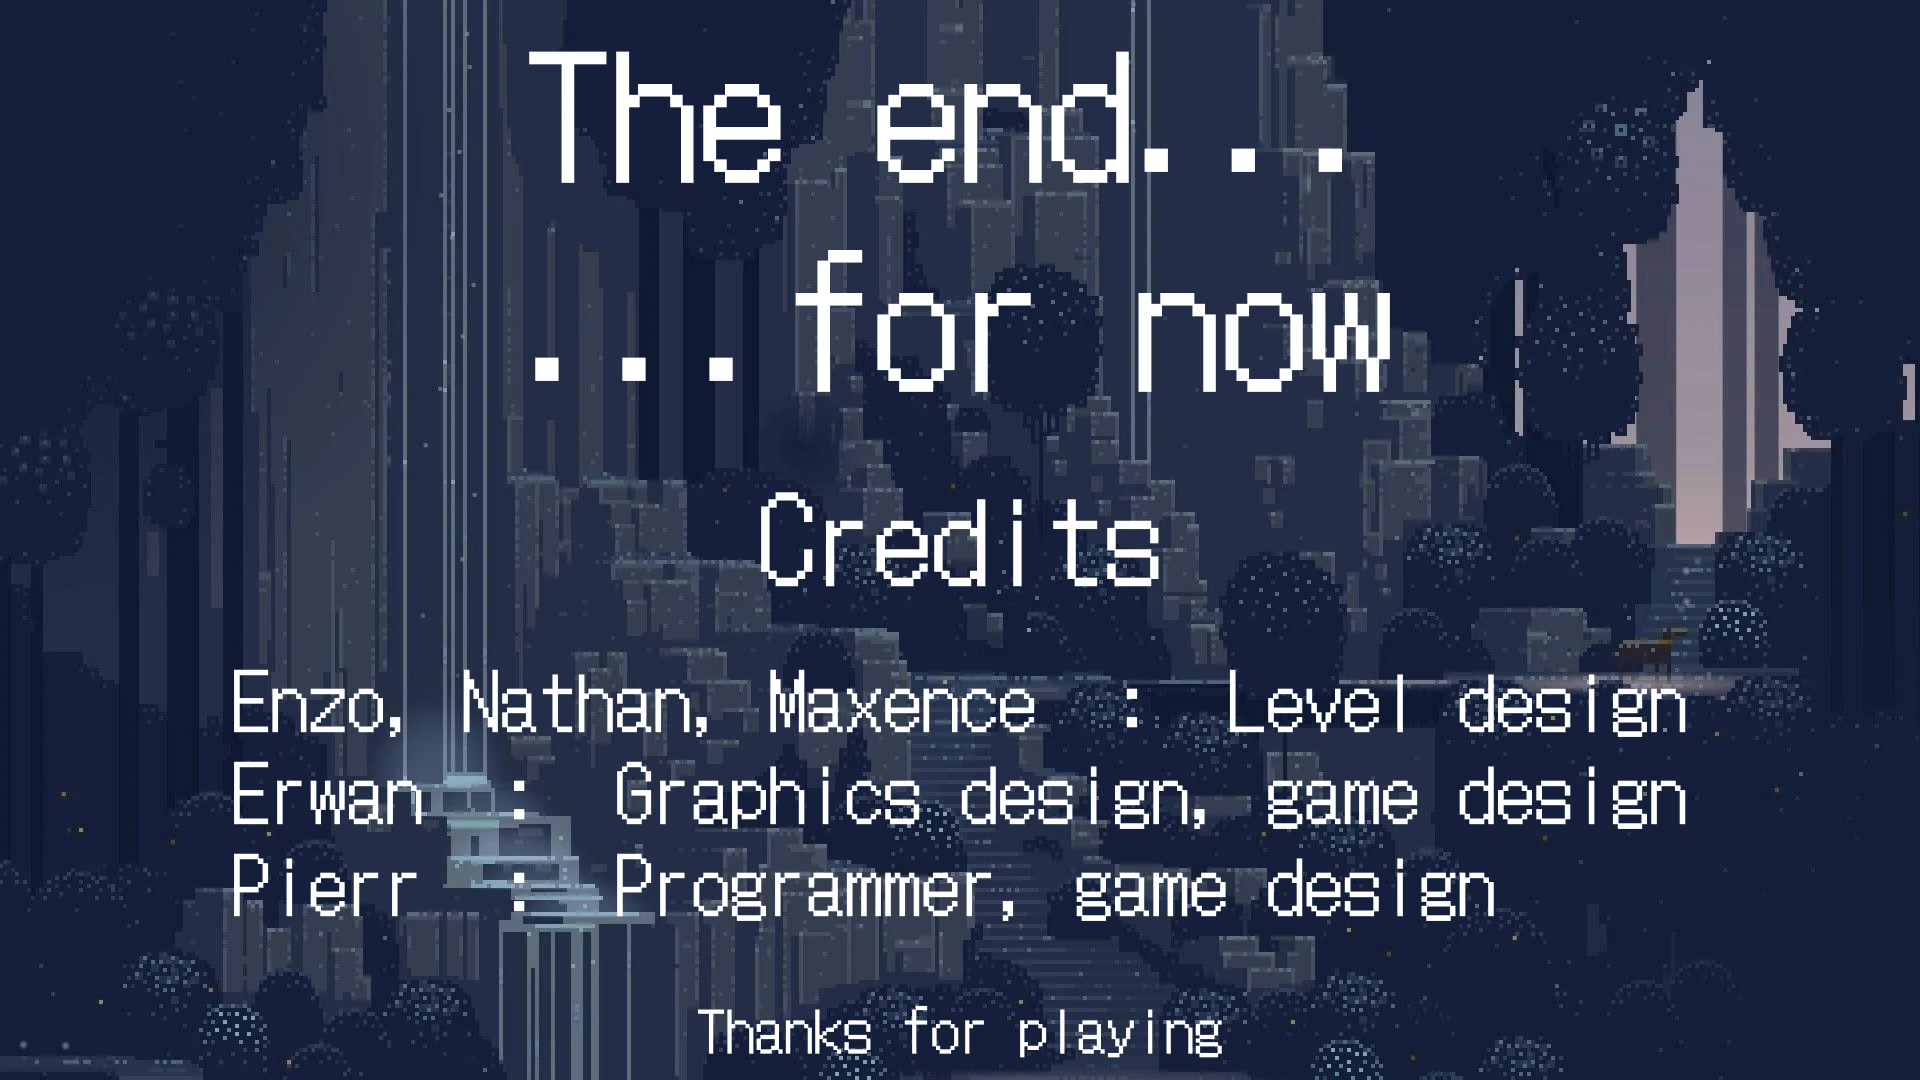 The end...
...for now
Credits
Enzo, Nathan, Maxence : Level design
Erwan : Graphics design, game design
Pierr : Programmer, game design
Thanks for playing